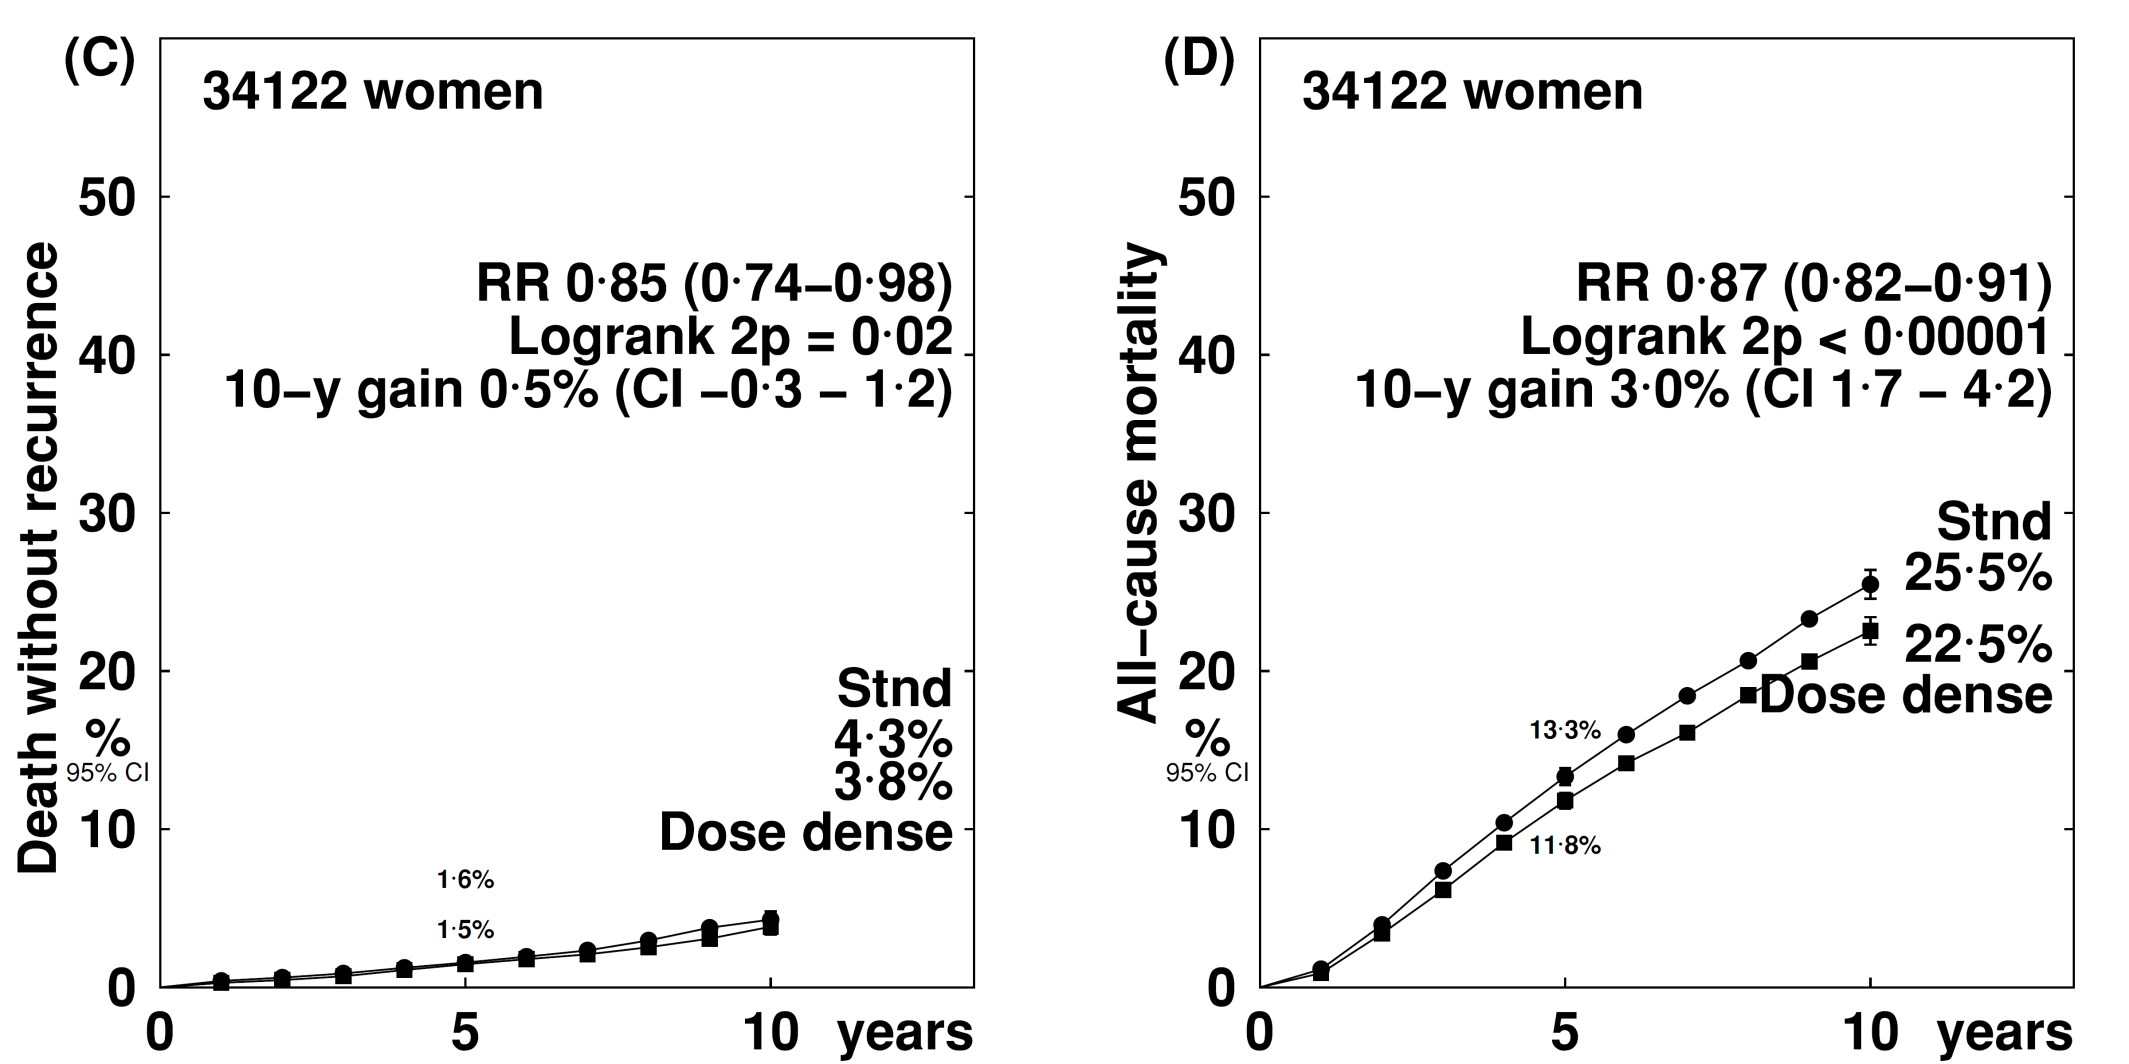 (C)
34122 women
50
40
30
20
10
0
%
95% CI
Death without recurrence
RR 0·85 (0·74–0·98)
Logrank 2p = 0·02
10–y gain 0·5% (CI –0·3 – 1·2)
Stnd
4·3%
3·8%
Dose dense
1·6%
1·5%
0 5 10 years
(D)
34122 women
50
40
30
20
10
0
%
95% CI
All–cause mortality
RR 0·87 (0·82–0·91)
Logrank 2p < 0·00001
10–y gain 3·0% (CI 1·7 – 4·2)
Stnd
25·5%
22·5%
Dose dense
13·3%
11·8%
0 5 10 years